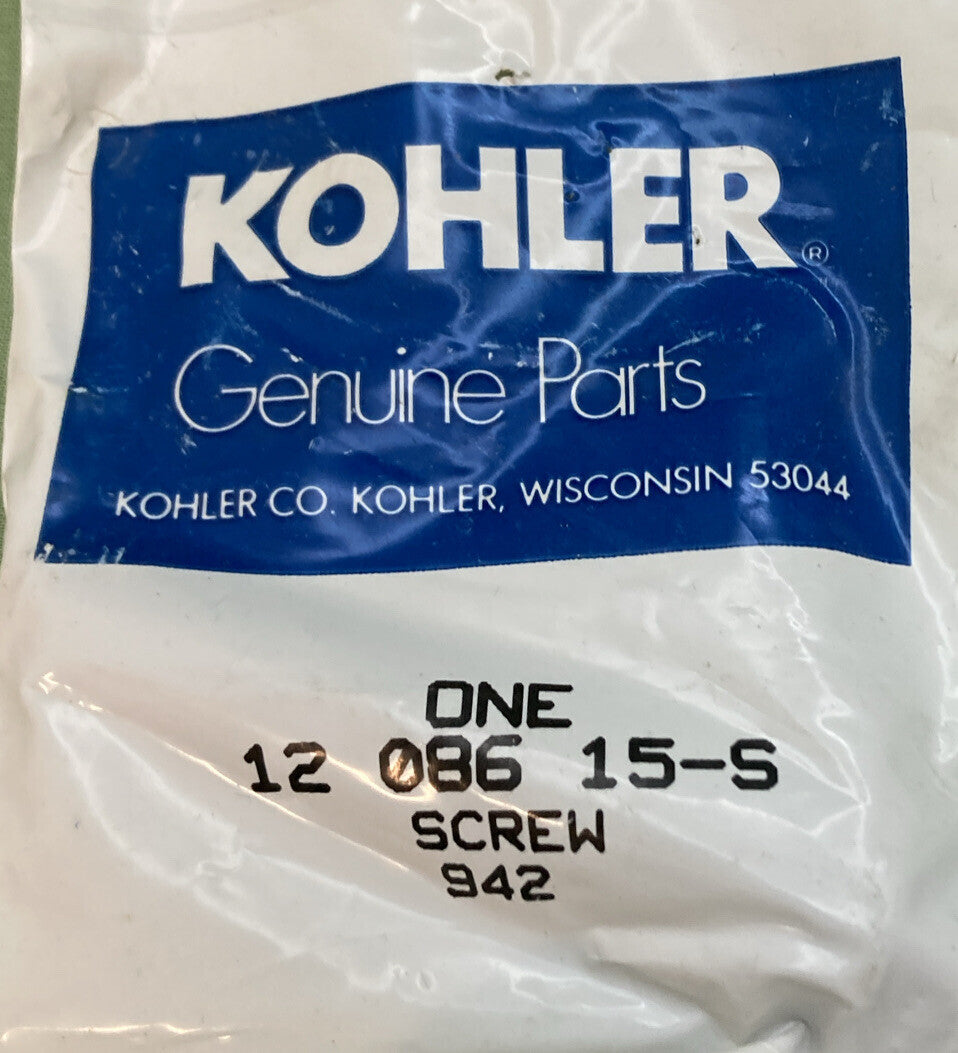 KOHLER®
Genuine Parts
KOHLER CO. KOHLER, WISCONSIN 53044
ONE
12 086 15-S
SCREW
942